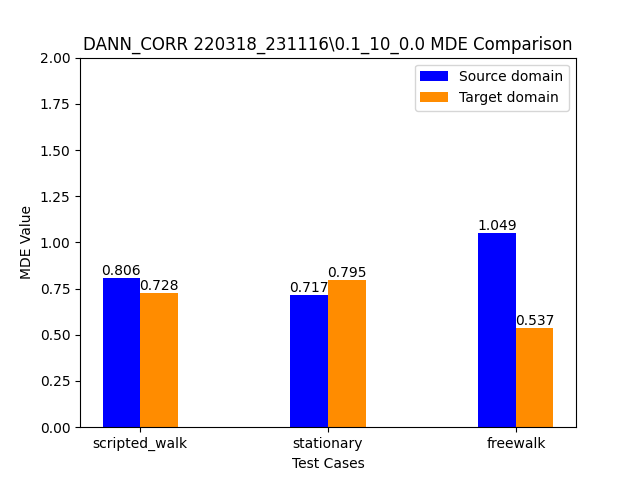 DANN_CORR 220318_231116\0.1_10_0.0 MDE Comparison
2.00
1.75
1.50
1.25
1.00
0.75
0.50
0.25
0.00
MDE Value
Source domain
Target domain
0.806
0.728
0.717
0.795
1.049
0.537
scripted_walk
stationary
freewalk
Test Cases